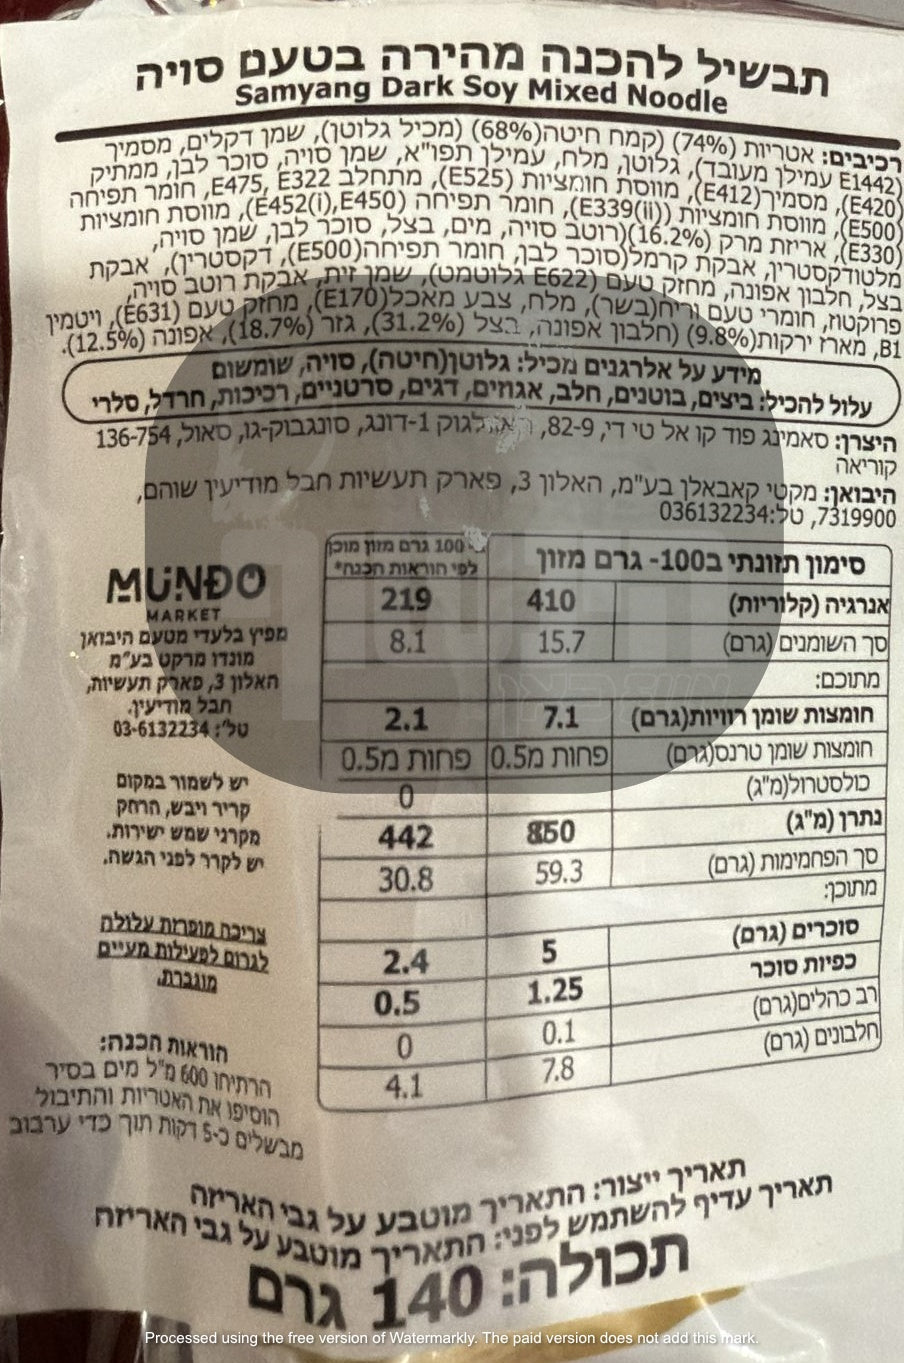 תבשיל להכנה מהירה בטעם סויה
Samyang Dark Soy Mixed Noodle
רכיבים: אטריות (74%) (קמח חיטה(68%) (מכיל גלוטן), שמן דקלים, מסמיך
E1442) עמילן מעובד), גלוטן, מלח, עמילן תפו"א, שמן סויה, סוכר לבן, ממתיק
(E420), מסמיך(E412), מווסת חומציות (E525), מתחלב E475, E322, חומר תפיחה
(E500), מווסת חומציות ((E339(ii), חומר תפיחה (E452(i),E450), מווסת חומציות
(E330), אריזת מרק (16.2%)(רוטב סויה, מים, בצל, סוכר לבן, שמן סויה,
מלטודקסטרין, אבקת קרמל(סוכר לבן, חומר תפיחה(E500), דקסטרין), אבקת
בצל, חלבון אפונה, מחזק טעם (E622 גלוטמט), שמן זית, אבקת רוטב סויה,
פרוקטוז, חומרי טעם וריח(בשר), מלח, צבע מאכל(E170), מחזק טעם (E631), ויטמין
B1, מארז ירקות(9.8%) (חלבון אפונה, בצל (31.2%), גזר (18.7%), אפונה (12.5%).
מידע על אלרגנים מכיל: גלוטן(חיטה), סויה, שומשום
עלול להכיל: ביצים, בוטנים, חלב, אגוזים, דגים, סרטניים, רכיכות, חרדל, סלרי
היצרן: סאמינג פוד קו אל טי די, 82-9, 1-דונג, סונגבוק-גו, סאול, 136-754
קוריאה
היבואן: מקטי קאבאלן בע"מ, האלון 3, פארק תעשיות חבל מודיעין שוהם,
7319900, טל:036132234
סימון תזונתי ב100- גרם מזון 100 גרם מזון מוכן
לפי הוראות הכנה*
אנרגיה (קלוריות) 410 219
סך השומנים (גרם) 15.7 8.1
מתוכם:
חומצות שומן רוויות(גרם) 7.1 2.1
חומצות שומן טרנס(גרם) פחות מ0.5 פחות מ0.5
כולסטרול(מ"ג) 0
נתרן (מ"ג) 850 442
סך הפחמימות (גרם) 59.3 30.8
מתוכן:
סוכרים (גרם) 5 2.4
כפיות סוכר 1.25 0.5
רב כהלים(גרם) 0.1 0
חלבונים (גרם) 7.8 4.1
MUNDO
MARKET
מפיץ בלעדי מטעם היבואן
מונדו מרקט בע"מ
האלון 3, פארק תעשיות,
חבל מודיעין.
טל': 03-6132234
יש לשמור במקום
קריר ויבש, הרחק
מקרני שמש ישירות.
יש לקרר לפני הגשה.
צריכה מופרזת עלולה
לגרום לפעילות מעיים
מוגברת.
הוראות הכנה:
הרתיחו 600 מ"ל מים בסיר
הוסיפו את האטריות והתיבול
מבשלים כ-5 דקות תוך כדי ערבוב
תאריך ייצור: התאריך מוטבע על גבי האריזה
תאריך עדיף להשתמש לפני: התאריך מוטבע על גבי האריזה
תכולה: 140 גרם
Processed using the free version of Watermarkly. The paid version does not add this mark.